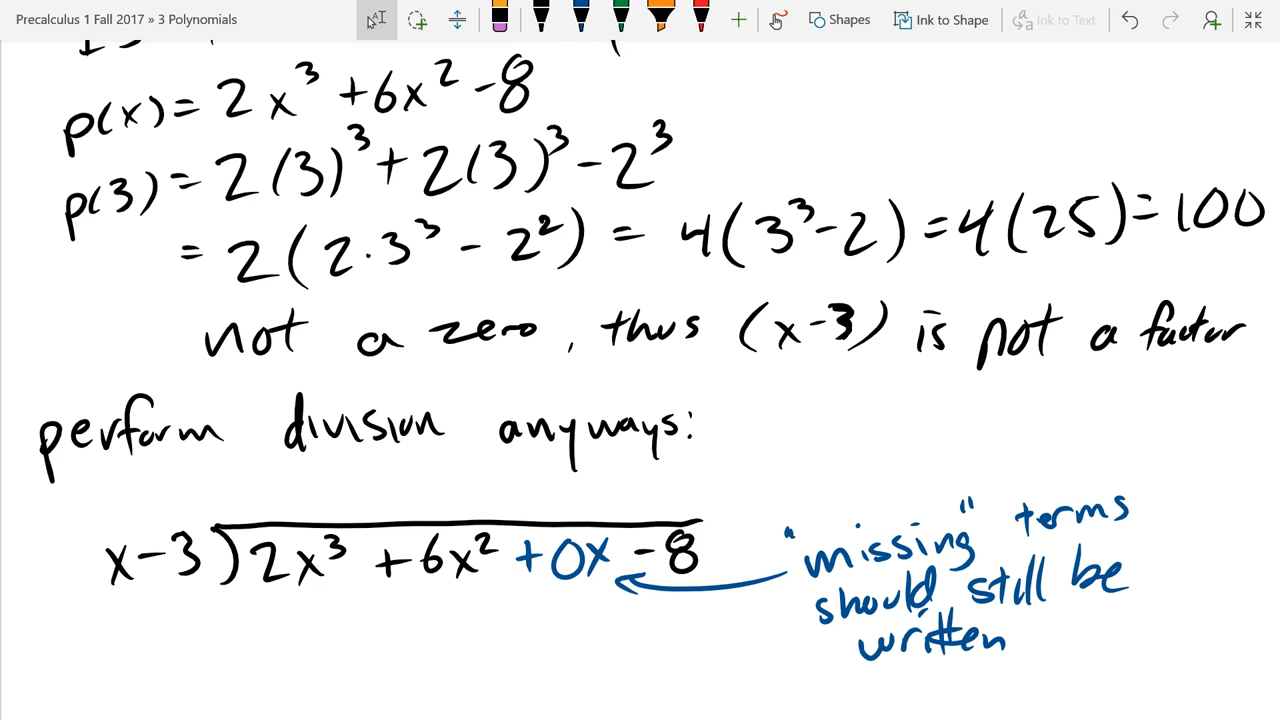 Precalculus 1 Fall 2017 » 3 Polynomials
Shapes
Ink to Shape
Ink to Text
p(x) = 2x³ + 6x² - 8
p(3) = 2(3)³ + 2(3)³ - 2³
= 2(2·3³ - 2²) = 4(3³ - 2) = 4(25) = 100
not a zero, thus (x-3) is not a factor
perform division anyways:
x-3)2x³ + 6x² + 0x - 8
"missing" terms
should still be
written